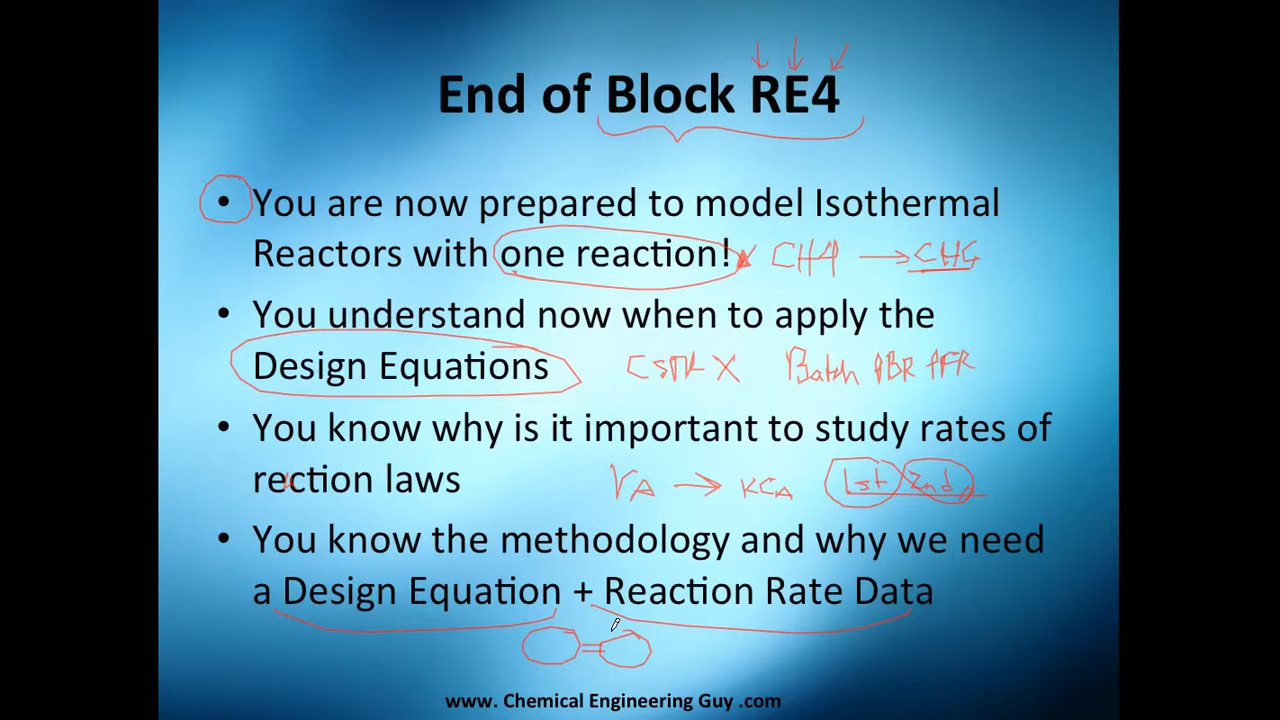 End of Block RE4
• You are now prepared to model Isothermal
Reactors with one reaction! CH4 → CHG
• You understand now when to apply the
Design Equations CSTR X Batch PBR PFR
• You know why is it important to study rates of
rection laws rA → KCA 1st 2nd
• You know the methodology and why we need
a Design Equation + Reaction Rate Data
www. Chemical Engineering Guy .com